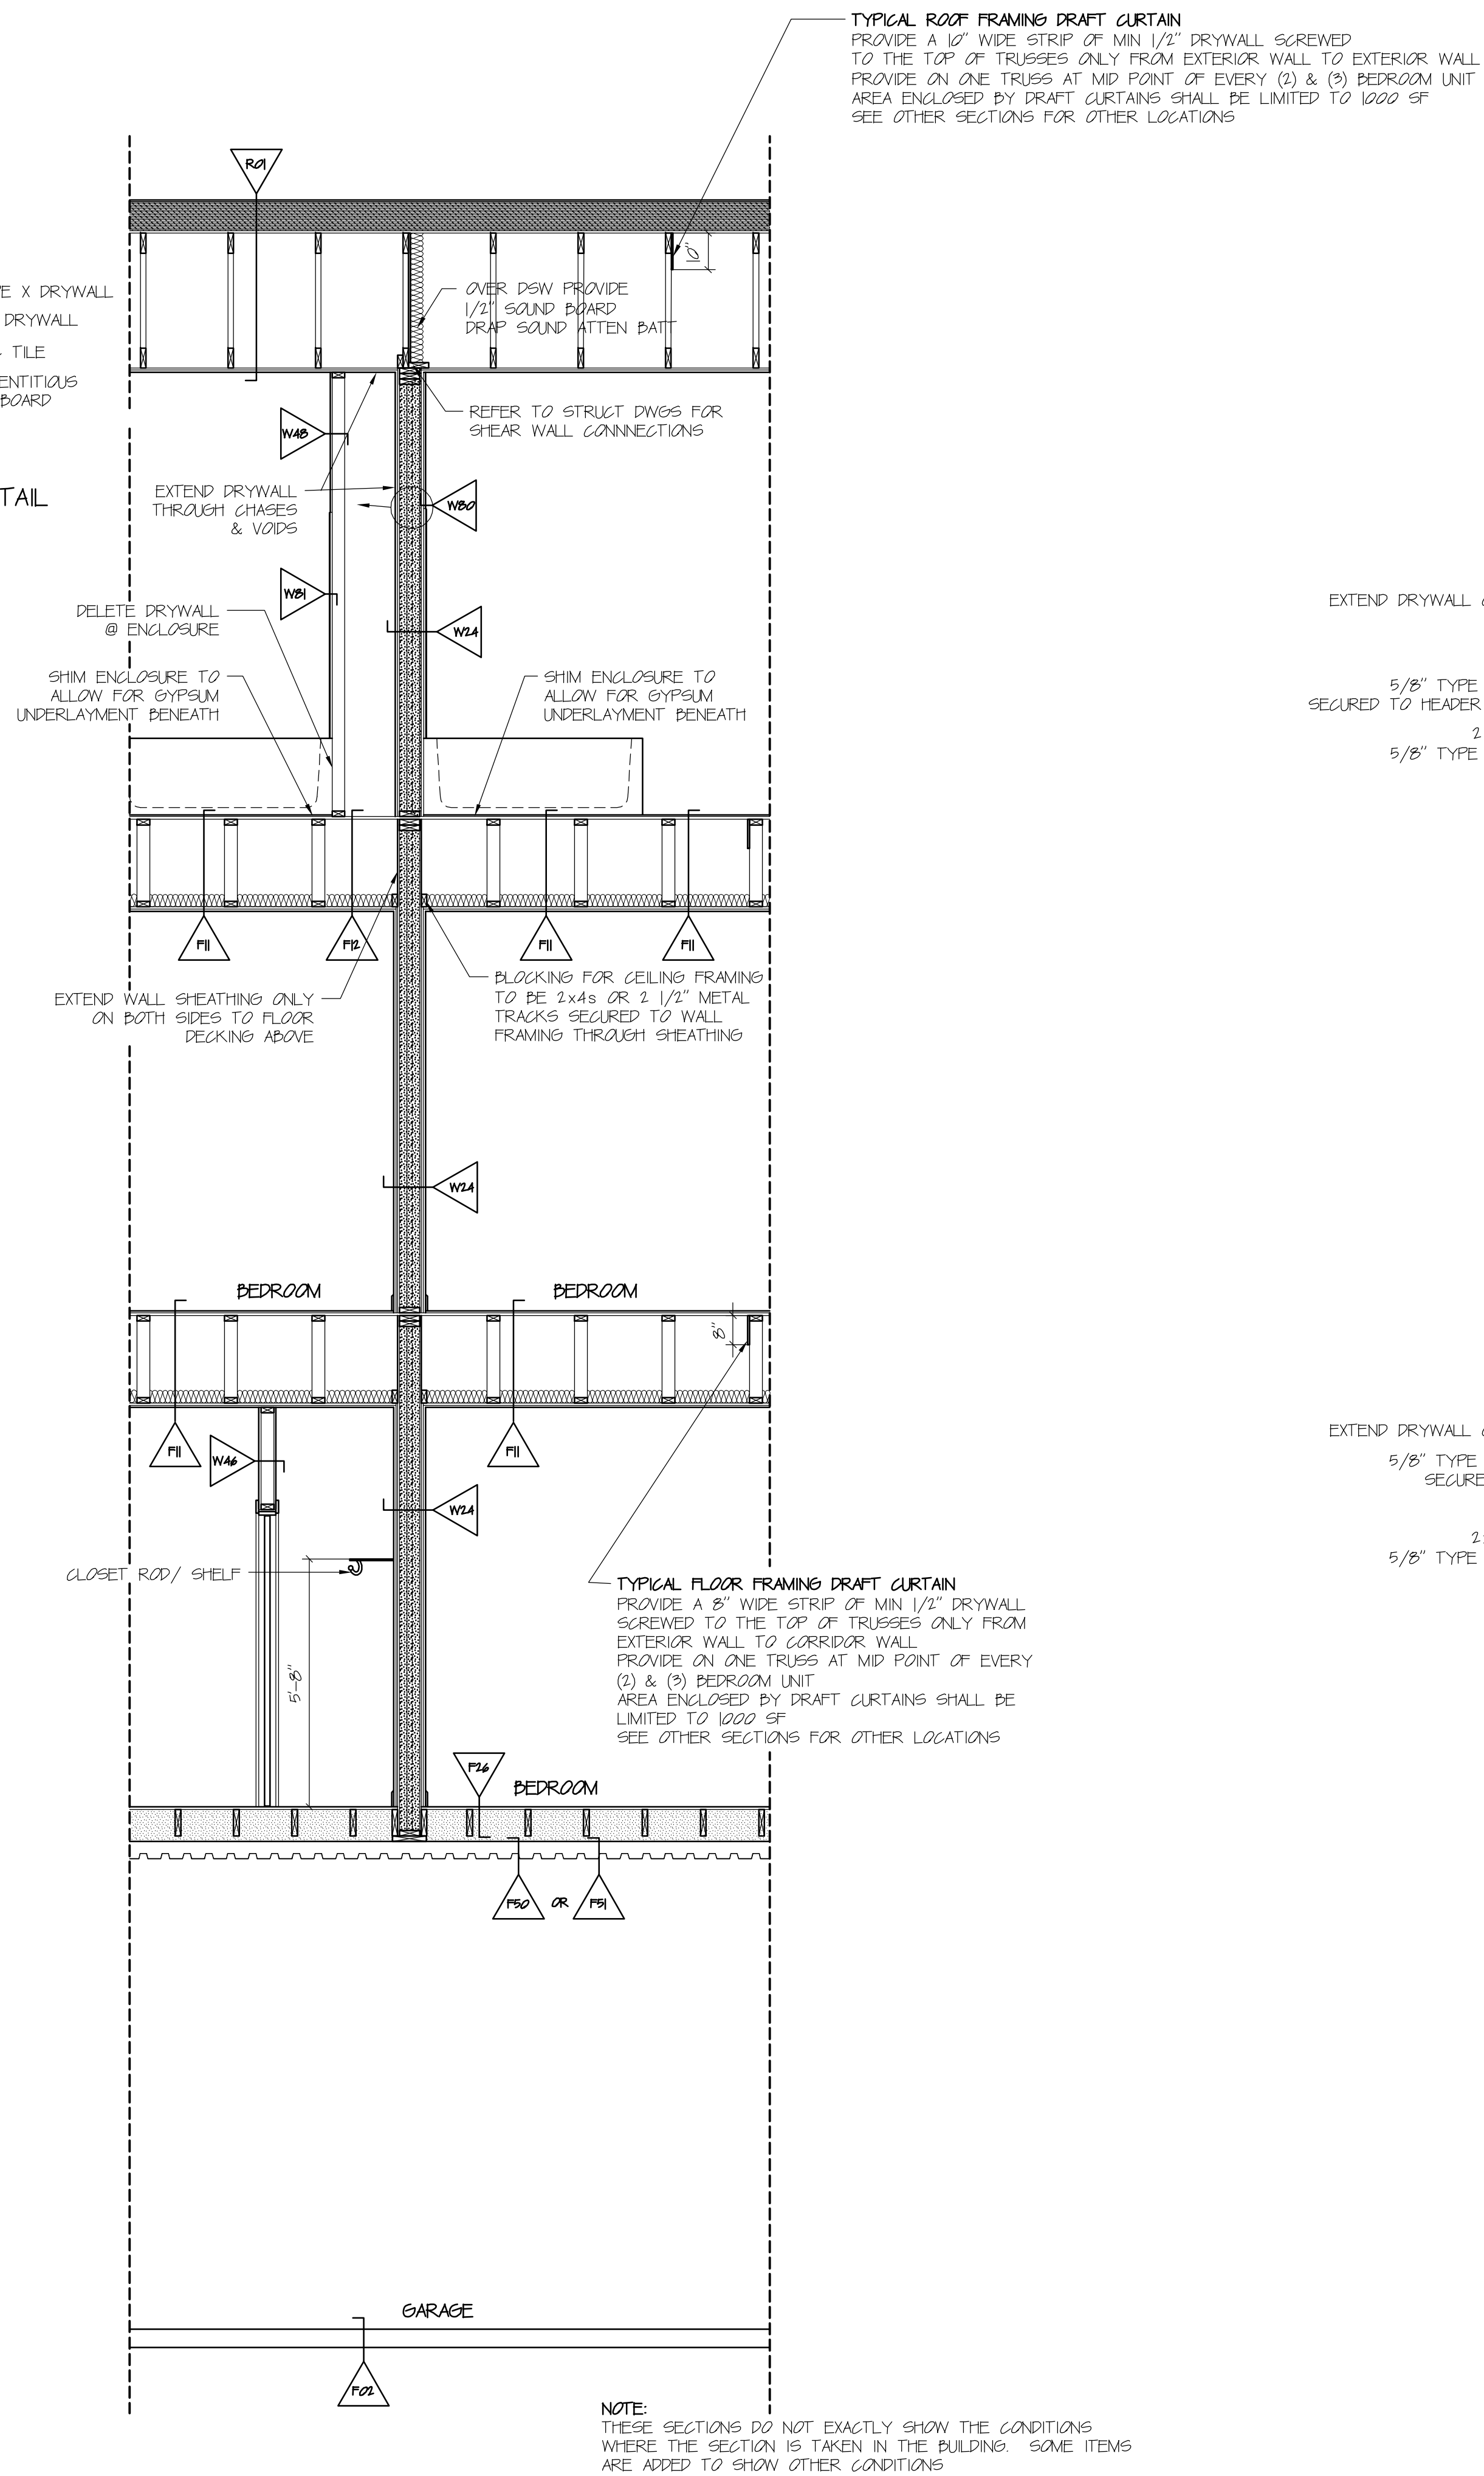 TYPICAL ROOF FRAMING DRAFT CURTAIN
PROVIDE A 10" WIDE STRIP OF MIN 1/2" DRYWALL SCREWED
TO THE TOP OF TRUSSES ONLY FROM EXTERIOR WALL TO EXTERIOR WALL
PROVIDE ON ONE TRUSS AT MID POINT OF EVERY (2) & (3) BEDROOM UNIT
AREA ENCLOSED BY DRAFT CURTAINS SHALL BE LIMITED TO 1000 SF
SEE OTHER SECTIONS FOR OTHER LOCATIONS
R01
10"
E X DRYWALL
DRYWALL
TILE
ENTITIOUS
BOARD
TAIL
OVER DSW PROVIDE
1/2" SOUND BOARD
DRAP SOUND ATTEN BATT
REFER TO STRUCT DWGS FOR
SHEAR WALL CONNNECTIONS
W48
EXTEND DRYWALL
THROUGH CHASES
& VOIDS
W80
W81
DELETE DRYWALL
@ ENCLOSURE
W24
SHIM ENCLOSURE TO
ALLOW FOR GYPSUM
UNDERLAYMENT BENEATH
SHIM ENCLOSURE TO
ALLOW FOR GYPSUM
UNDERLAYMENT BENEATH
EXTEND DRYWALL
5/8" TYPE
SECURED TO HEADER
2
5/8" TYPE
F11
F12
F11
F11
EXTEND WALL SHEATHING ONLY
ON BOTH SIDES TO FLOOR
DECKING ABOVE
BLOCKING FOR CEILING FRAMING
TO BE 2x4s OR 2 1/2" METAL
TRACKS SECURED TO WALL
FRAMING THROUGH SHEATHING
W24
BEDROOM
BEDROOM
8"
F11
F11
W46
W24
EXTEND DRYWALL
5/8" TYPE
SECURE
2
5/8" TYPE
CLOSET ROD/ SHELF
5'-8"
TYPICAL FLOOR FRAMING DRAFT CURTAIN
PROVIDE A 8" WIDE STRIP OF MIN 1/2" DRYWALL
SCREWED TO THE TOP OF TRUSSES ONLY FROM
EXTERIOR WALL TO CORRIDOR WALL
PROVIDE ON ONE TRUSS AT MID POINT OF EVERY
(2) & (3) BEDROOM UNIT
AREA ENCLOSED BY DRAFT CURTAINS SHALL BE
LIMITED TO 1000 SF
SEE OTHER SECTIONS FOR OTHER LOCATIONS
F26
BEDROOM
F50 OR F51
GARAGE
F02
NOTE:
THESE SECTIONS DO NOT EXACTLY SHOW THE CONDITIONS
WHERE THE SECTION IS TAKEN IN THE BUILDING. SOME ITEMS
ARE ADDED TO SHOW OTHER CONDITIONS